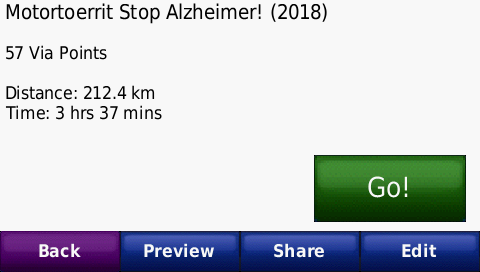 Motortoerrit Stop Alzheimer! (2018)
57 Via Points
Distance: 212.4 km
Time: 3 hrs 37 mins
Go!
Back
Preview
Share
Edit